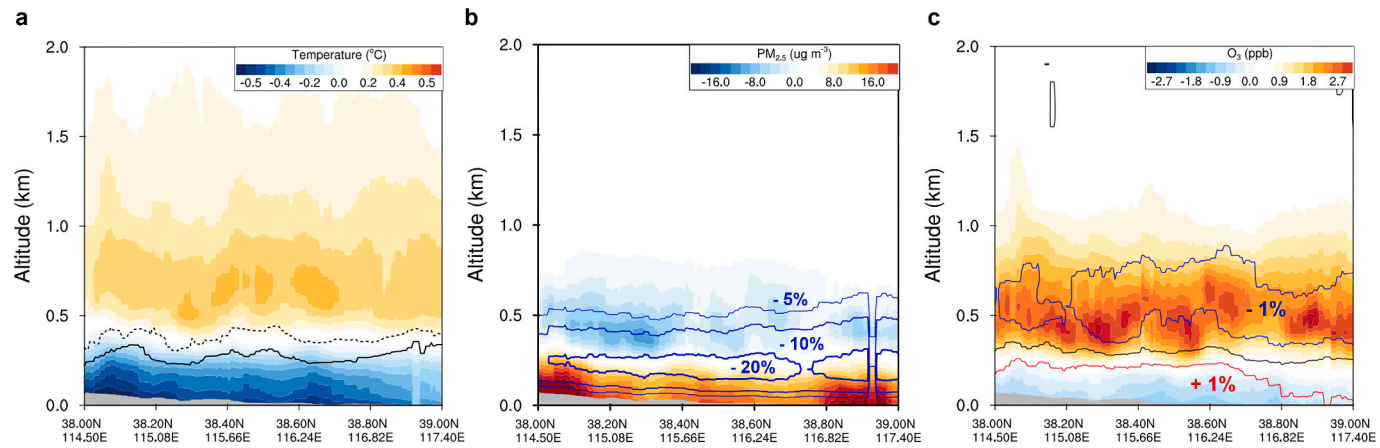 a
Temperature (°C)
-0.5 -0.4 -0.2 0.0 0.2 0.4 0.5
2.0
1.5
1.0
0.5
0.0
Altitude (km)
38.00N 38.20N 38.40N 38.60N 38.80N 39.00N
114.50E 115.08E 115.66E 116.24E 116.82E 117.40E
b
PM2.5 (ug m-3)
-16.0 -8.0 0.0 8.0 16.0
2.0
1.5
1.0
0.5
0.0
Altitude (km)
- 5%
- 10%
- 20%
38.00N 38.20N 38.40N 38.60N 38.80N 39.00N
114.50E 115.08E 115.66E 116.24E 116.82E 117.40E
c
O3 (ppb)
-2.7 -1.8 -0.9 0.0 0.9 1.8 2.7
2.0
1.5
1.0
0.5
0.0
Altitude (km)
- 1%
+ 1%
38.00N 38.20N 38.40N 38.60N 38.80N 39.00N
114.50E 115.08E 115.66E 116.24E 116.82E 117.40E